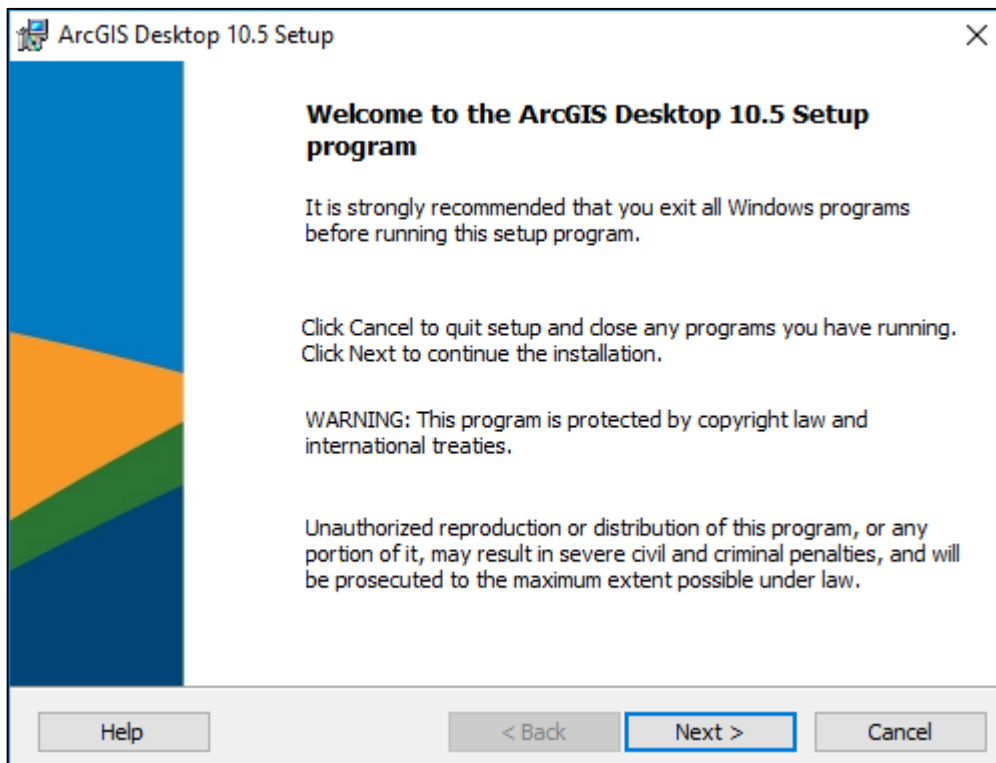 ArcGIS Desktop 10.5 Setup
Welcome to the ArcGIS Desktop 10.5 Setup
program
It is strongly recommended that you exit all Windows programs
before running this setup program.
Click Cancel to quit setup and close any programs you have running.
Click Next to continue the installation.
WARNING: This program is protected by copyright law and
international treaties.
Unauthorized reproduction or distribution of this program, or any
portion of it, may result in severe civil and criminal penalties, and will
be prosecuted to the maximum extent possible under law.
Help < Back Next > Cancel